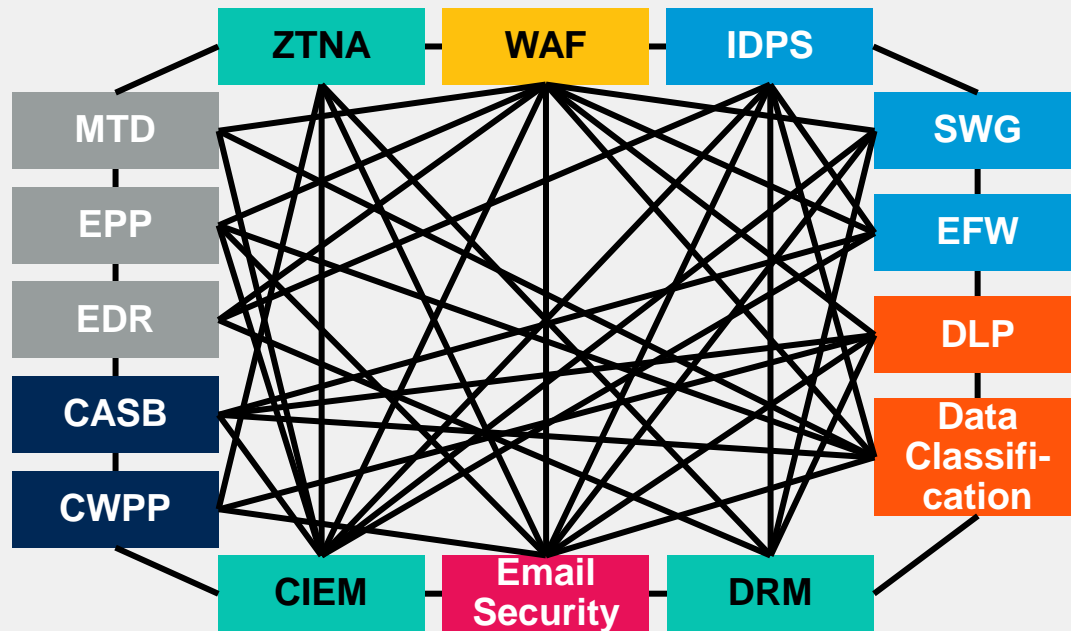 ZTNA
WAF
IDPS
MTD
EPP
EDR
CASB
CWPP
SWG
EFW
DLP
Data
Classifi-
cation
CIEM
Email
Security
DRM